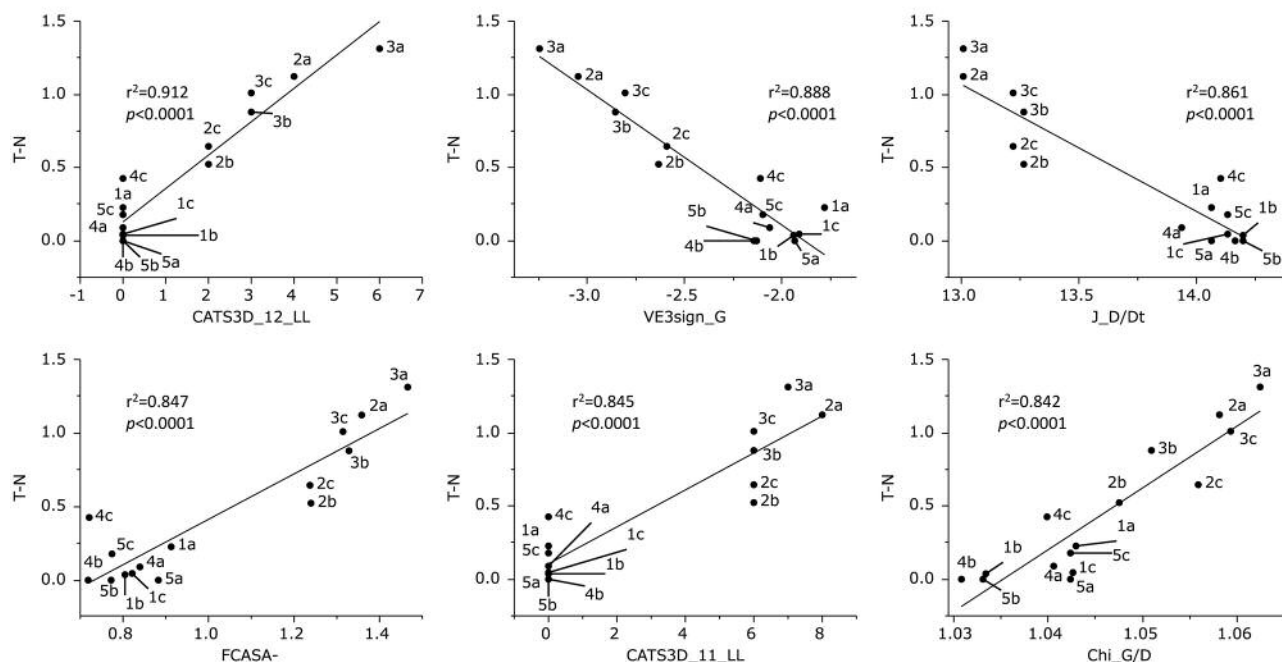 1.5
1.0
0.5
0.0
T-N
r²=0.912
p<0.0001
3a
2a
3c
3b
2c
2b
4c
1a
5c
4a
1c
1b
4b
5b
5a
-1
0
1
2
3
4
5
6
7
CATS3D_12_LL
1.5
1.0
0.5
0.0
T-N
r²=0.888
p<0.0001
3a
2a
3c
3b
2c
2b
4c
5c
1a
4a
5b
4b
1b
1c
5a
-3.0
-2.5
-2.0
VE3sign_G
1.5
1.0
0.5
0.0
T-N
r²=0.861
p<0.0001
3a
2a
3c
3b
2c
2b
4c
1a
5c
1b
4a
1c
5a
4b
5b
13.0
13.5
14.0
J_D/Dt
1.5
1.0
0.5
0.0
T-N
r²=0.847
p<0.0001
3a
2a
3c
3b
2c
2b
4c
5c
1a
4b
4a
5b
1b
1c
5a
0.8
1.0
1.2
1.4
FCASA-
1.5
1.0
0.5
0.0
T-N
r²=0.845
p<0.0001
3a
2a
3c
3b
2c
2b
4a
4c
1a
1c
5c
1b
5a
4b
5b
0
2
4
6
8
CATS3D_11_LL
1.5
1.0
0.5
0.0
T-N
r²=0.842
p<0.0001
3a
2a
3c
3b
2b
2c
4c
1a
1b
5c
4b
4a
1c
5b
5a
1.03
1.04
1.05
1.06
Chi_G/D